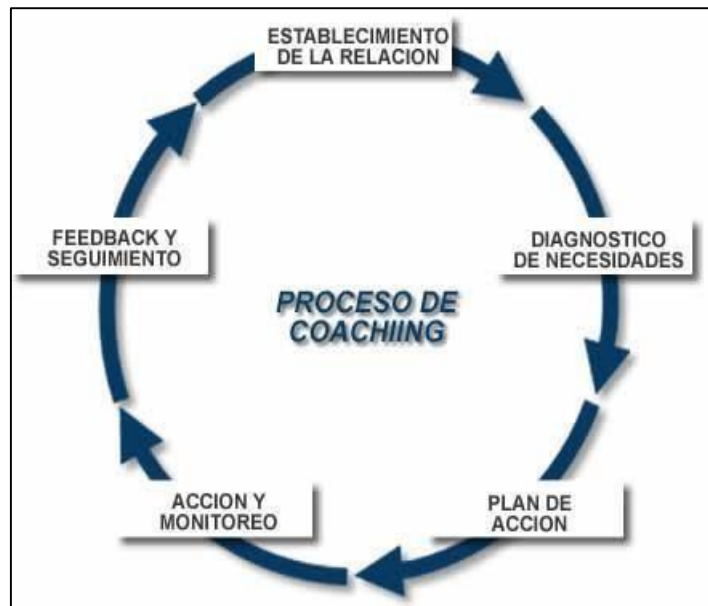 ESTABLECIMIENTO
DE LA RELACION
DIAGNOSTICO
DE NECESIDADES
PLAN DE
ACCION
ACCION Y
MONITOREO
FEEDBACK Y
SEGUIMIENTO
PROCESO DE
COACHIING